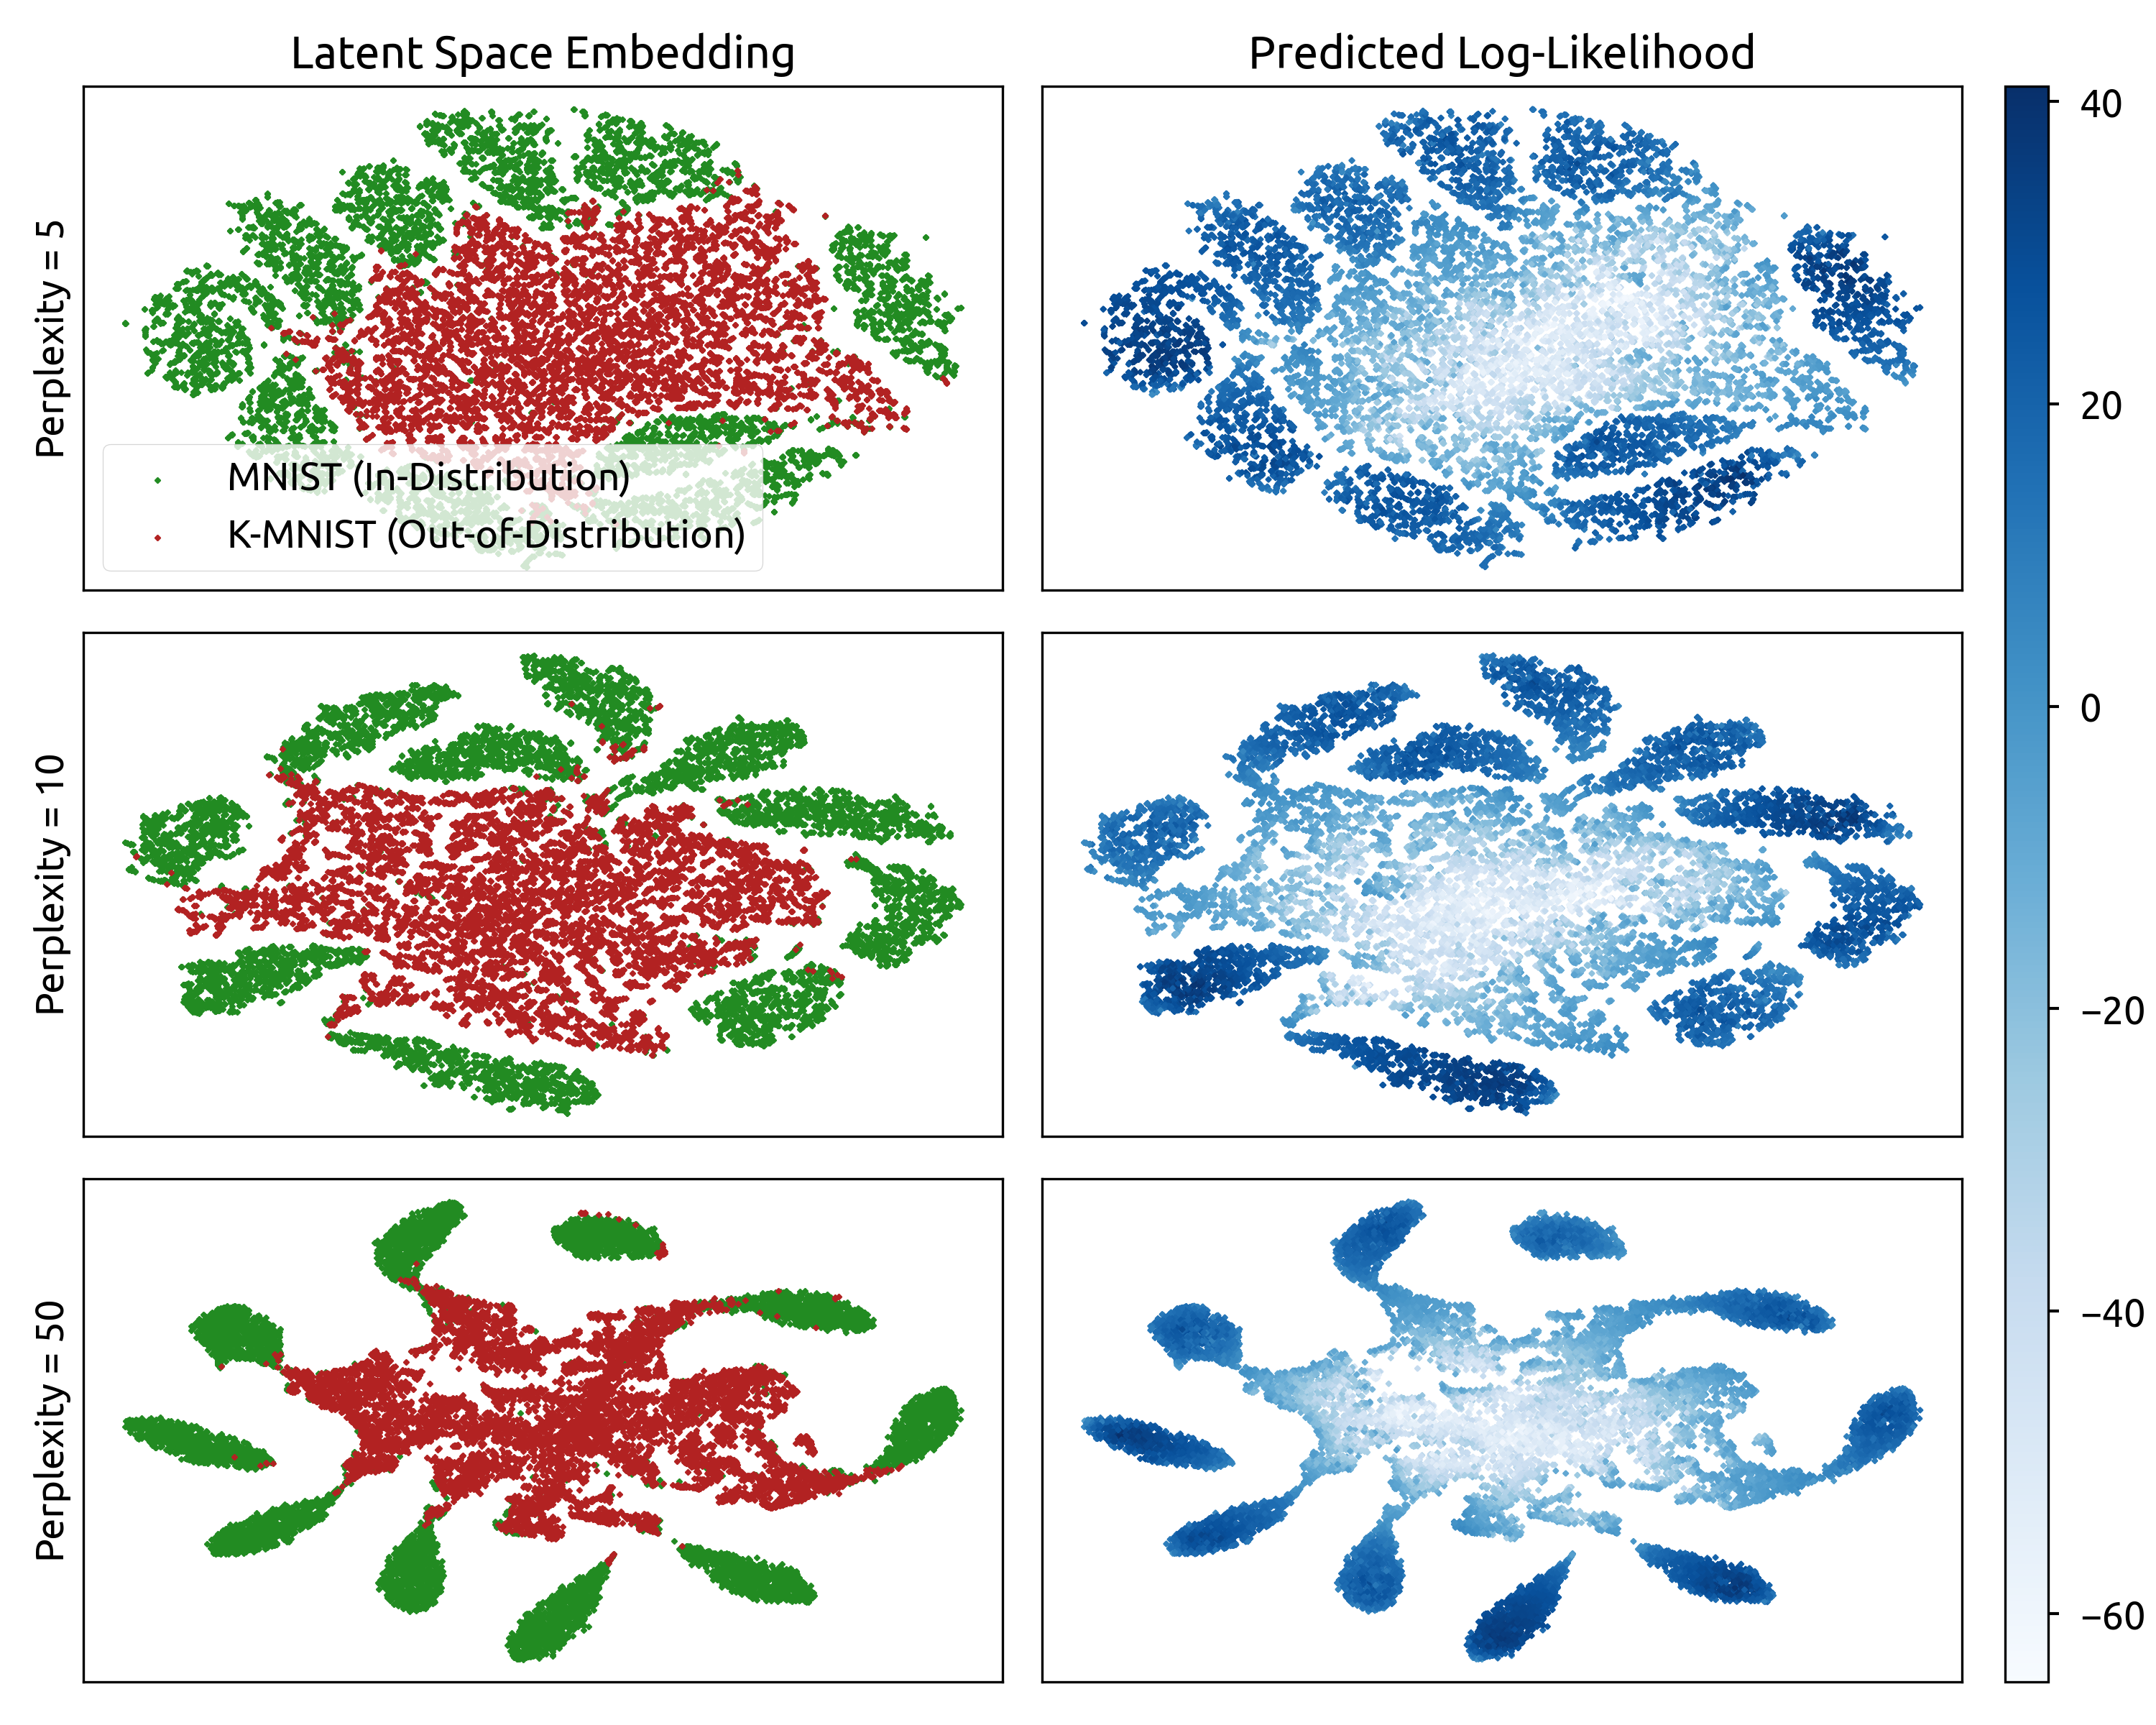 Latent Space Embedding
Predicted Log-Likelihood
Perplexity = 5
MNIST (In-Distribution)
K-MNIST (Out-of-Distribution)
Perplexity = 10
Perplexity = 50
40
20
0
−20
−40
−60